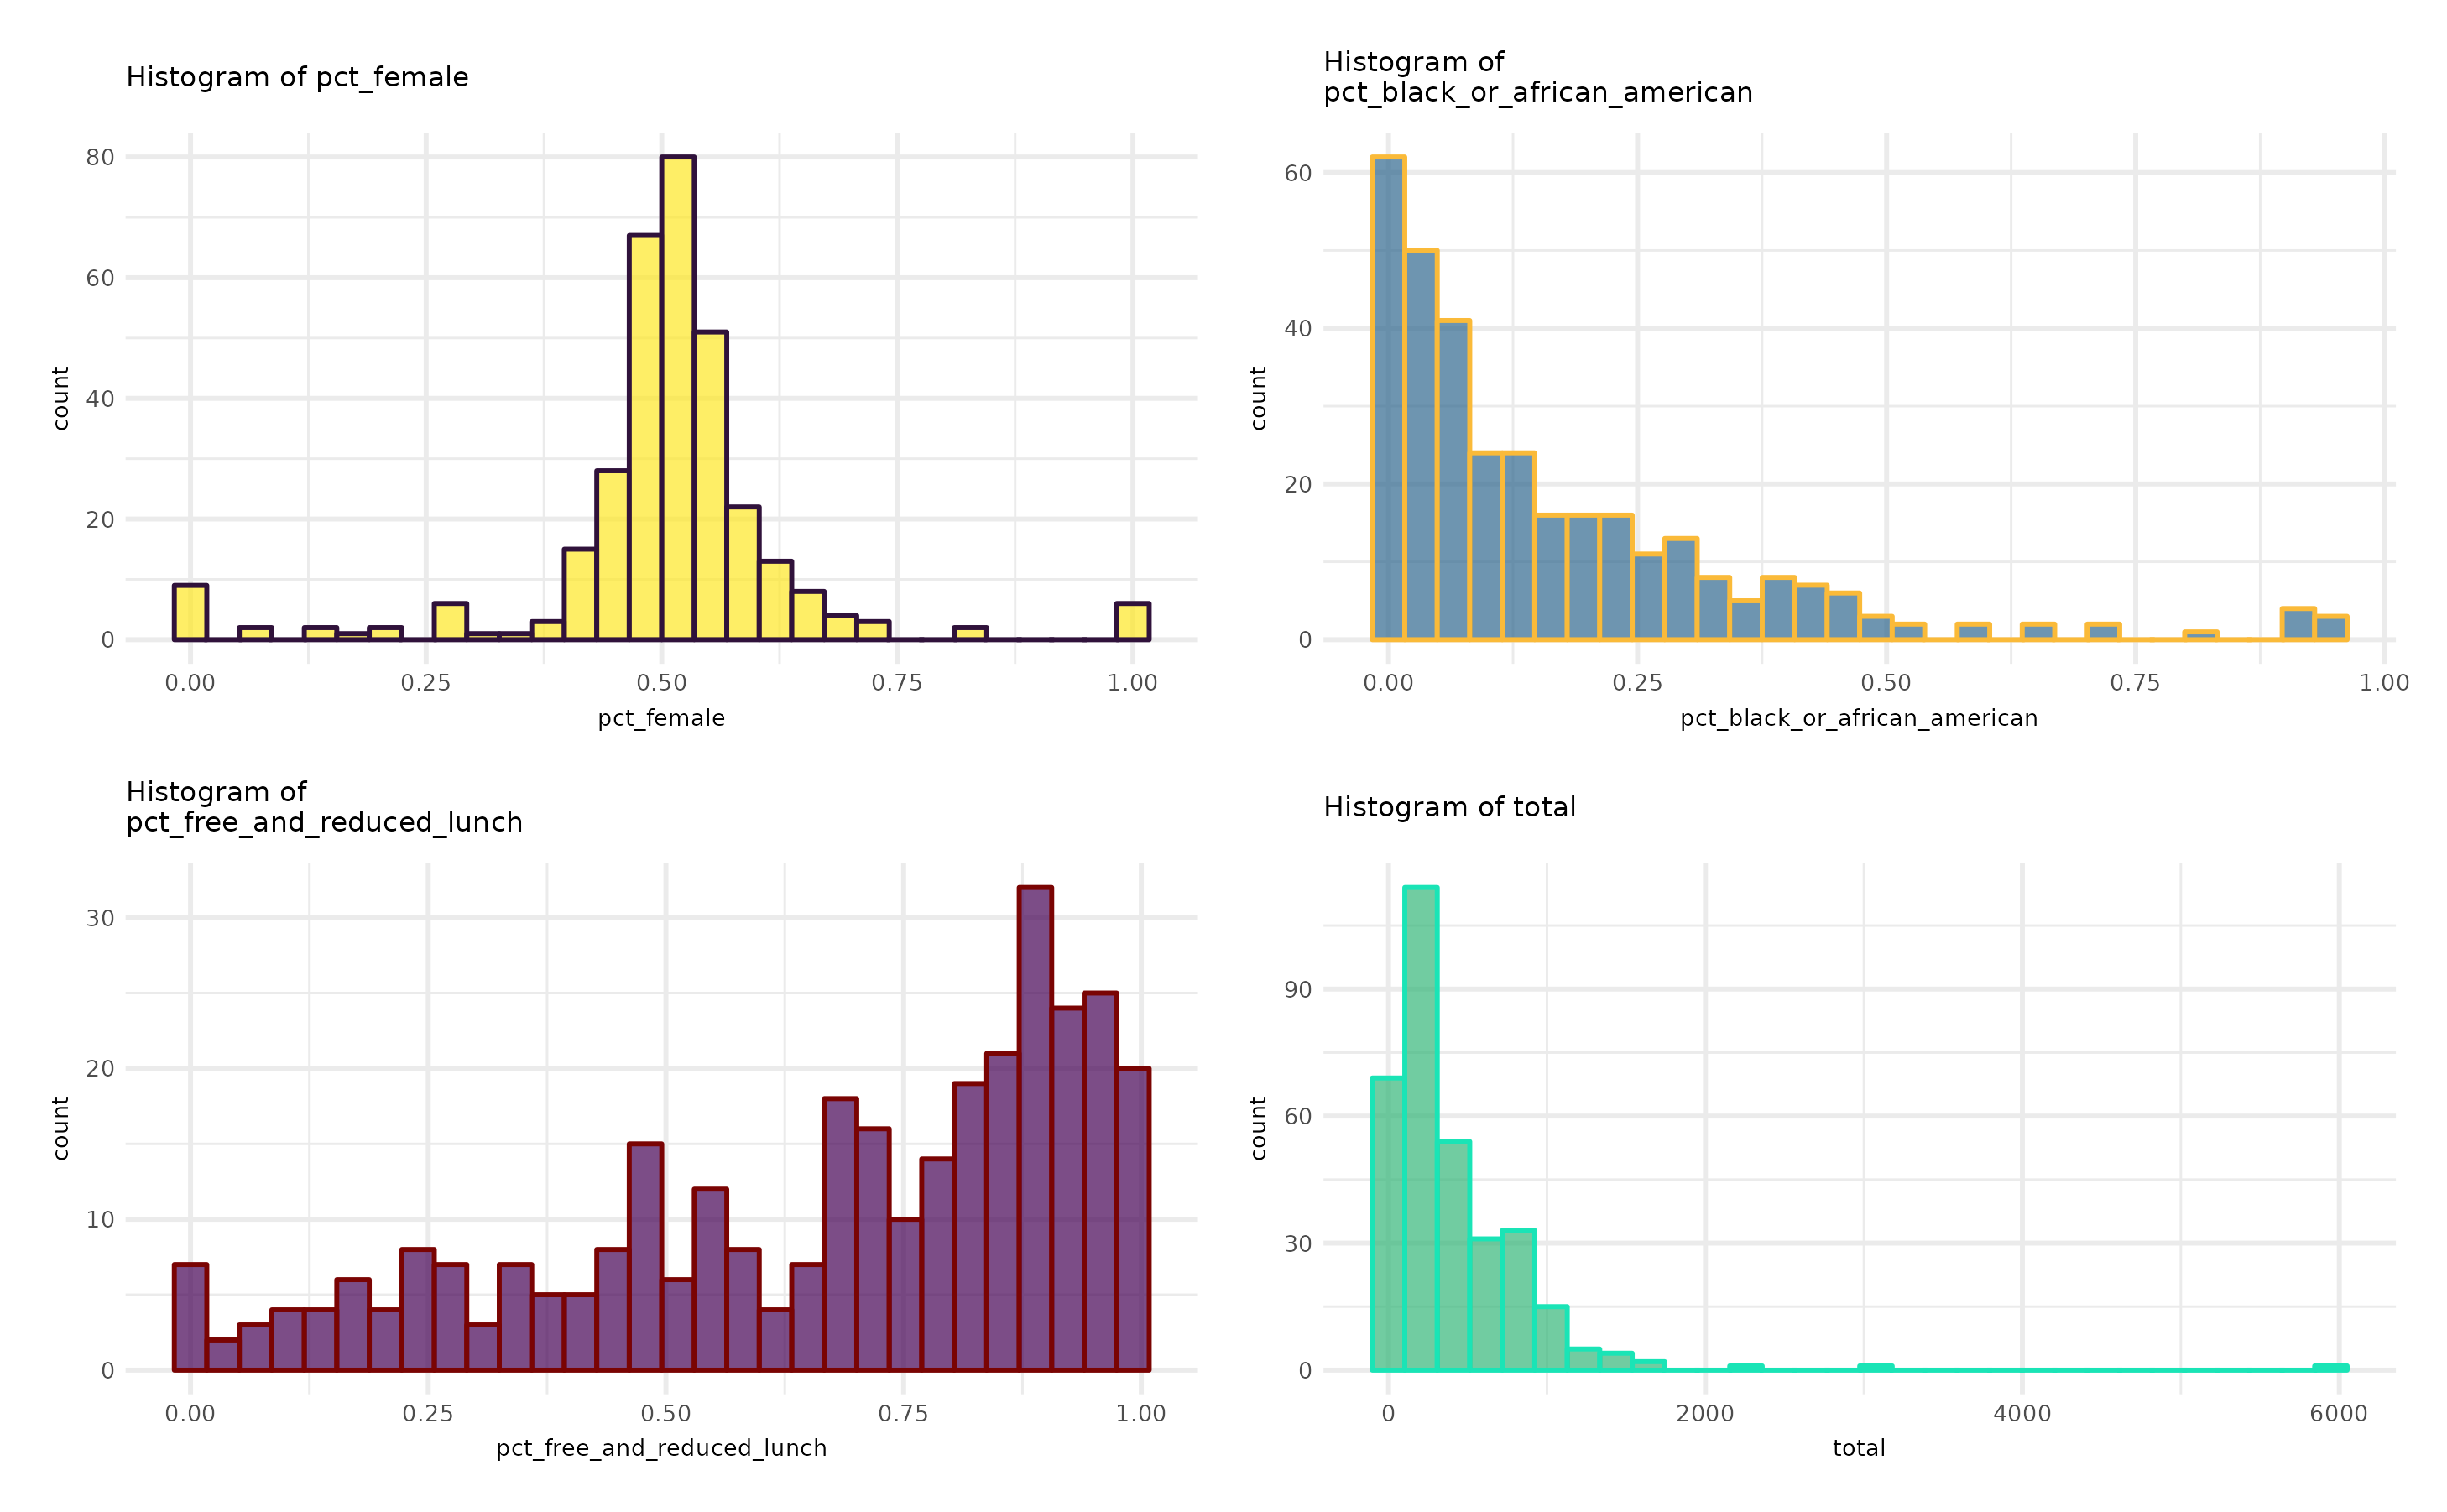 Histogram of pct_female
80
60
40
20
0
count
0.00 0.25 0.50 0.75 1.00
pct_female
Histogram of
pct_black_or_african_american
60
40
20
0
count
0.00 0.25 0.50 0.75 1.00
pct_black_or_african_american
Histogram of
pct_free_and_reduced_lunch
30
20
10
0
count
0.00 0.25 0.50 0.75 1.00
pct_free_and_reduced_lunch
Histogram of total
90
60
30
0
count
0 2000 4000 6000
total